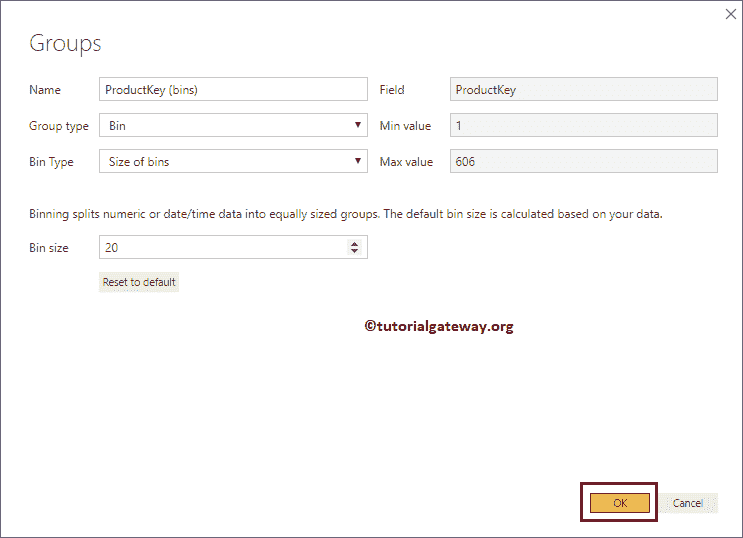 Groups
Name ProductKey (bins) Field ProductKey
Group type Bin Min value 1
Bin Type Size of bins Max value 606
Binning splits numeric or date/time data into equally sized groups. The default bin size is calculated based on your data.
Bin size 20
Reset to default
©tutorialgateway.org
OK Cancel